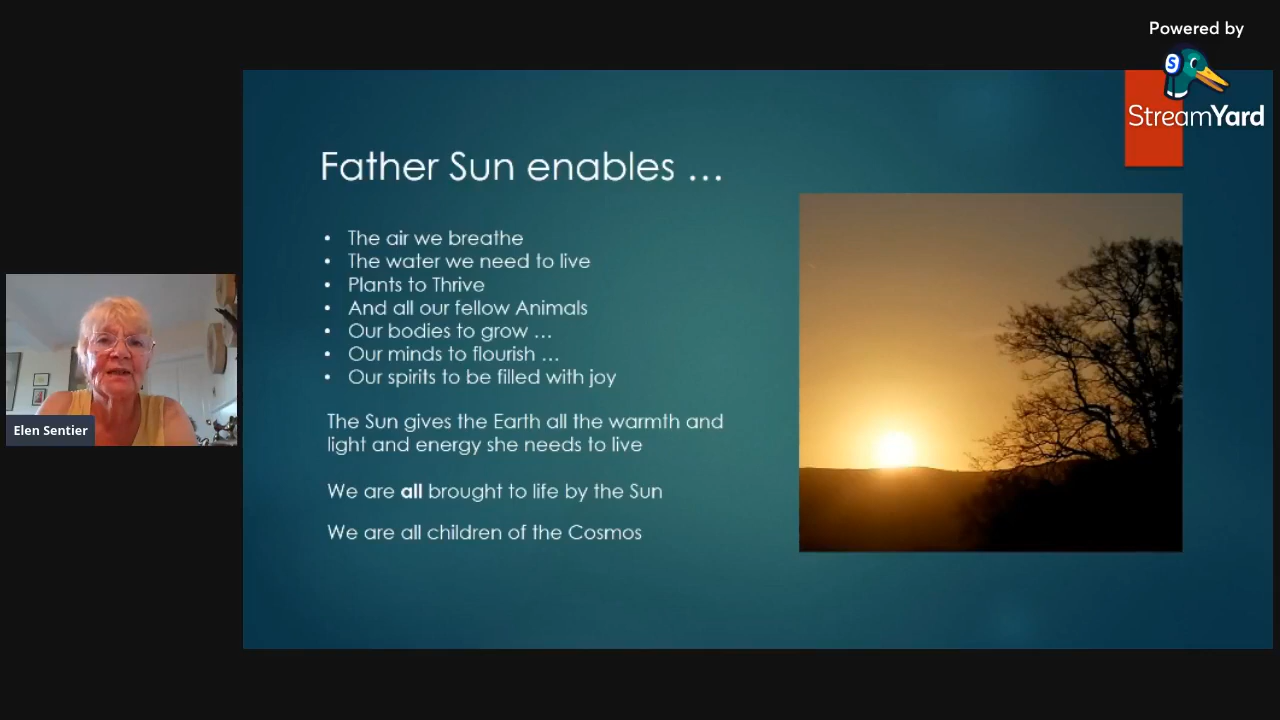 Powered by
S
StreamYard
Father Sun enables ...
• The air we breathe
• The water we need to live
• Plants to Thrive
• And all our fellow Animals
• Our bodies to grow ...
• Our minds to flourish ...
• Our spirits to be filled with joy
The Sun gives the Earth all the warmth and
light and energy she needs to live
We are all brought to life by the Sun
We are all children of the Cosmos
Elen Sentier